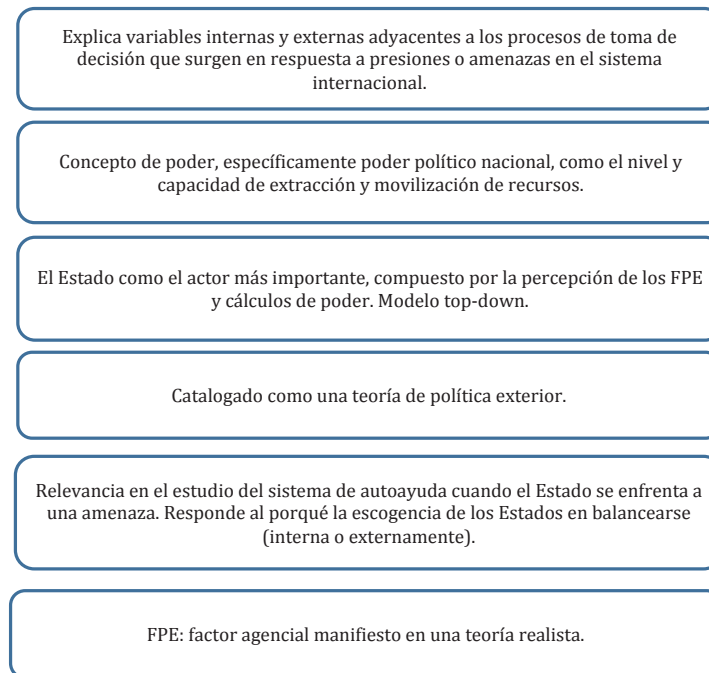 Explica variables internas y externas adyacentes a los procesos de toma de
decisión que surgen en respuesta a presiones o amenazas en el sistema
internacional.
Concepto de poder, específicamente poder político nacional, como el nivel y
capacidad de extracción y movilización de recursos.
El Estado como el actor más importante, compuesto por la percepción de los FPE
y cálculos de poder. Modelo top-down.
Catalogado como una teoría de política exterior.
Relevancia en el estudio del sistema de autoayuda cuando el Estado se enfrenta a
una amenaza. Responde al porqué la escogencia de los Estados en balancearse
(interna o externamente).
FPE: factor agencial manifiesto en una teoría realista.